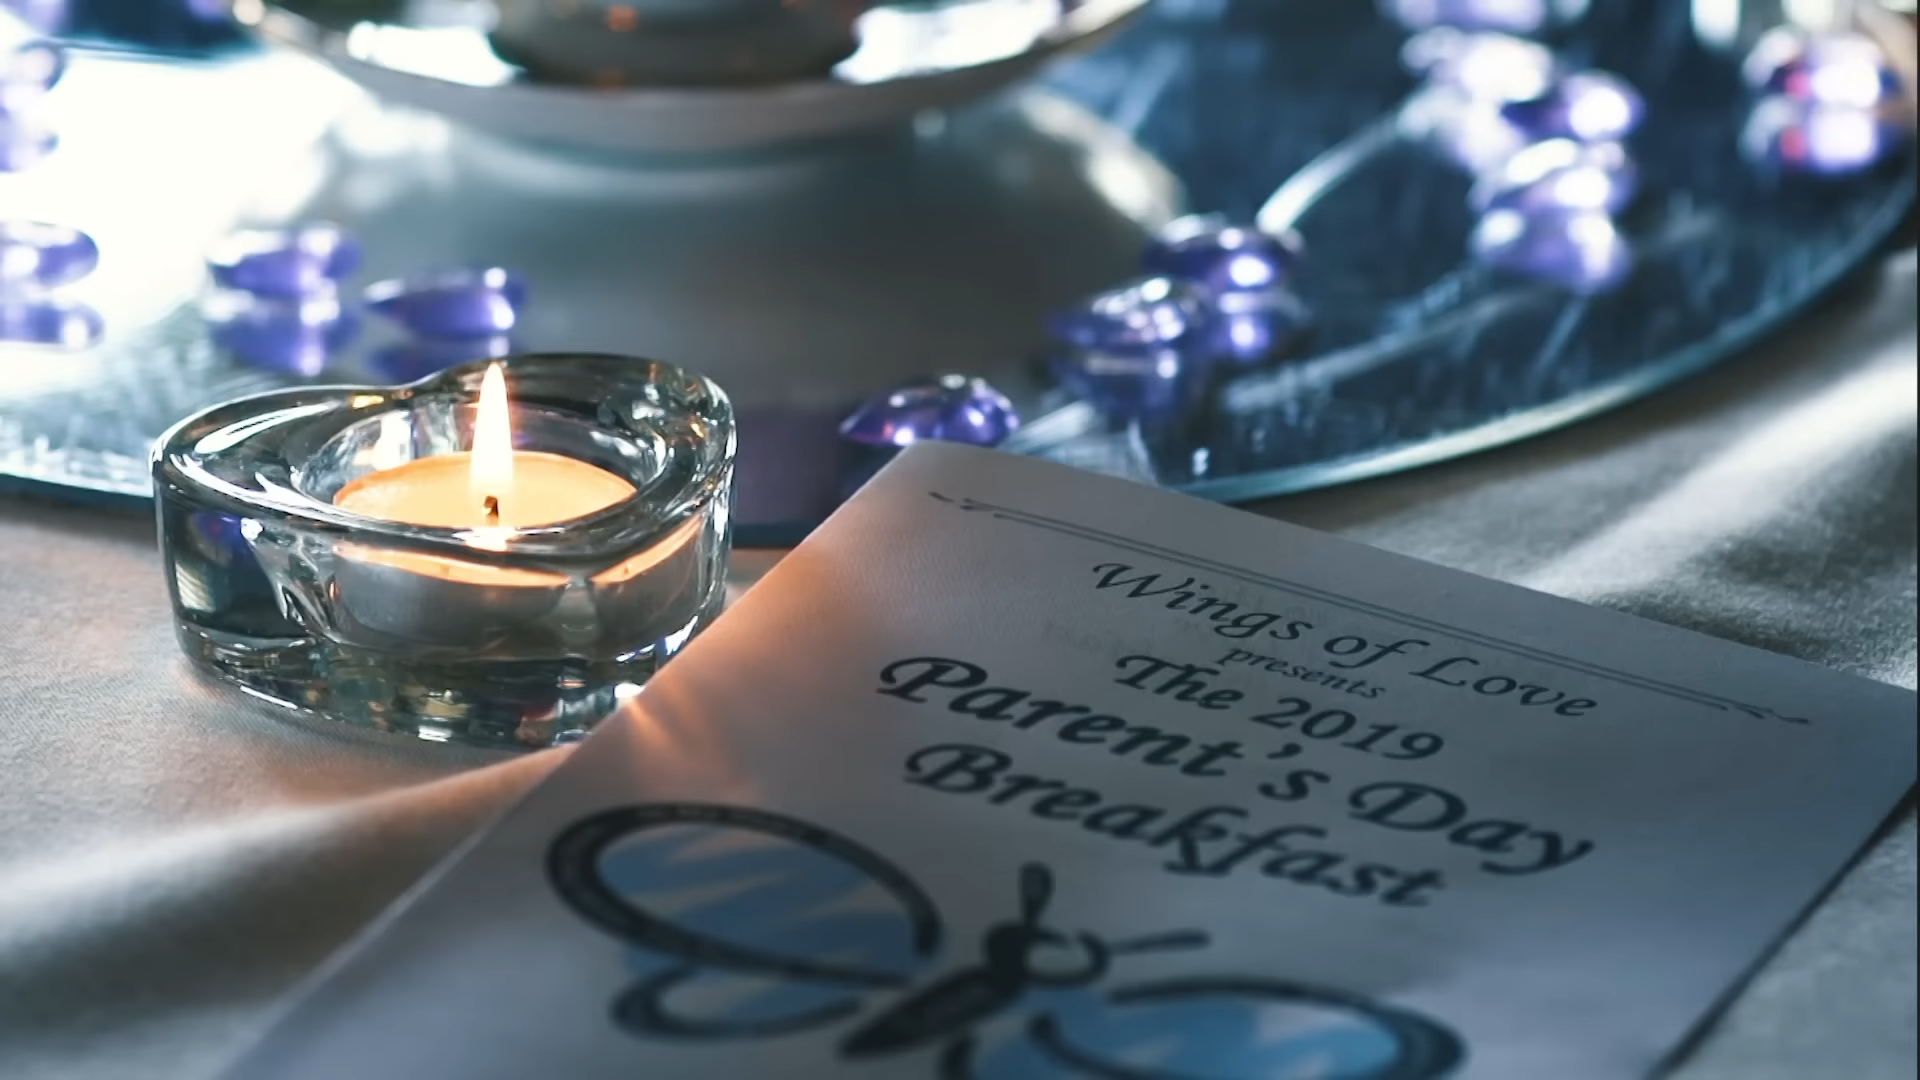 Wings of Love
presents
The 2019
Parent's Day
Breakfast